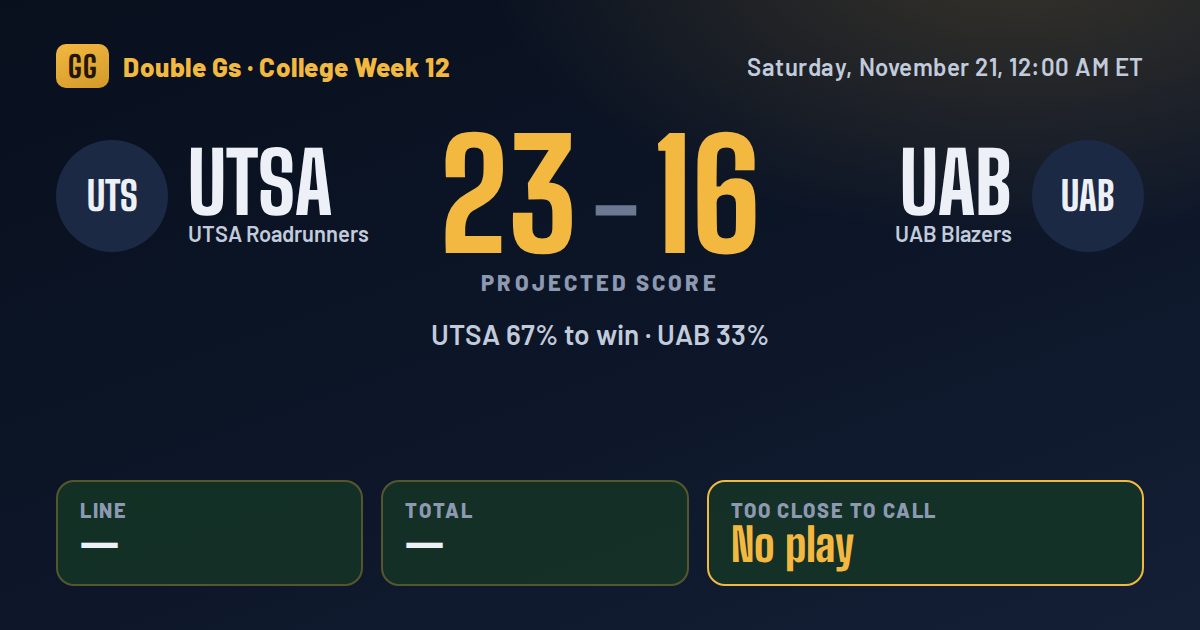 GG Double Gs · College Week 12
Saturday, November 21, 12:00 AM ET
UTS
UTSA
UTSA Roadrunners
23 – 16
PROJECTED SCORE
UTSA 67% to win · UAB 33%
UAB
UAB Blazers
UAB
LINE
—
TOTAL
—
TOO CLOSE TO CALL
No play